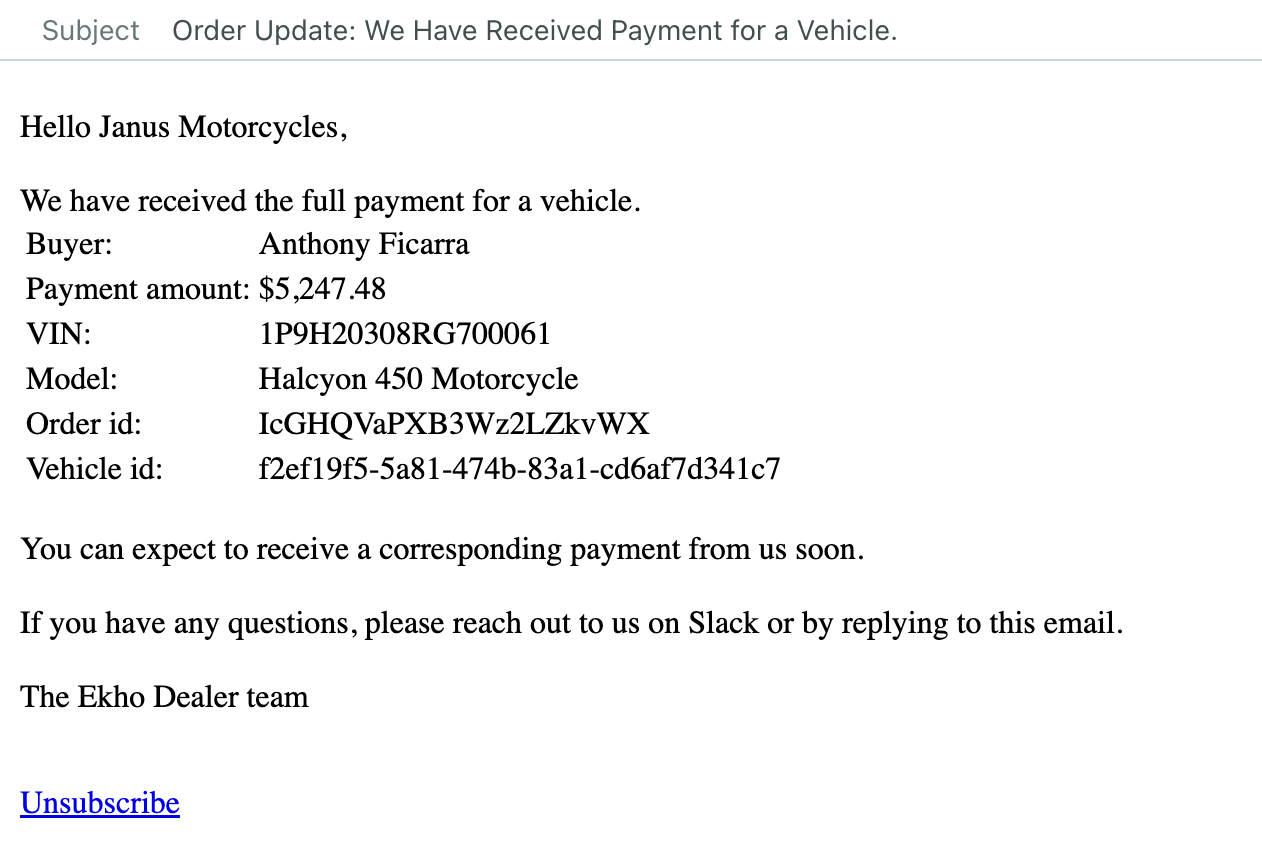 Subject Order Update: We Have Received Payment for a Vehicle.
Hello Janus Motorcycles,
We have received the full payment for a vehicle.
Buyer: Anthony Ficarra
Payment amount: $5,247.48
VIN: 1P9H20308RG700061
Model: Halcyon 450 Motorcycle
Order id: IcGHQVaPXB3Wz2LZkvWX
Vehicle id: f2ef19f5-5a81-474b-83a1-cd6af7d341c7
You can expect to receive a corresponding payment from us soon.
If you have any questions, please reach out to us on Slack or by replying to this email.
The Ekho Dealer team
Unsubscribe